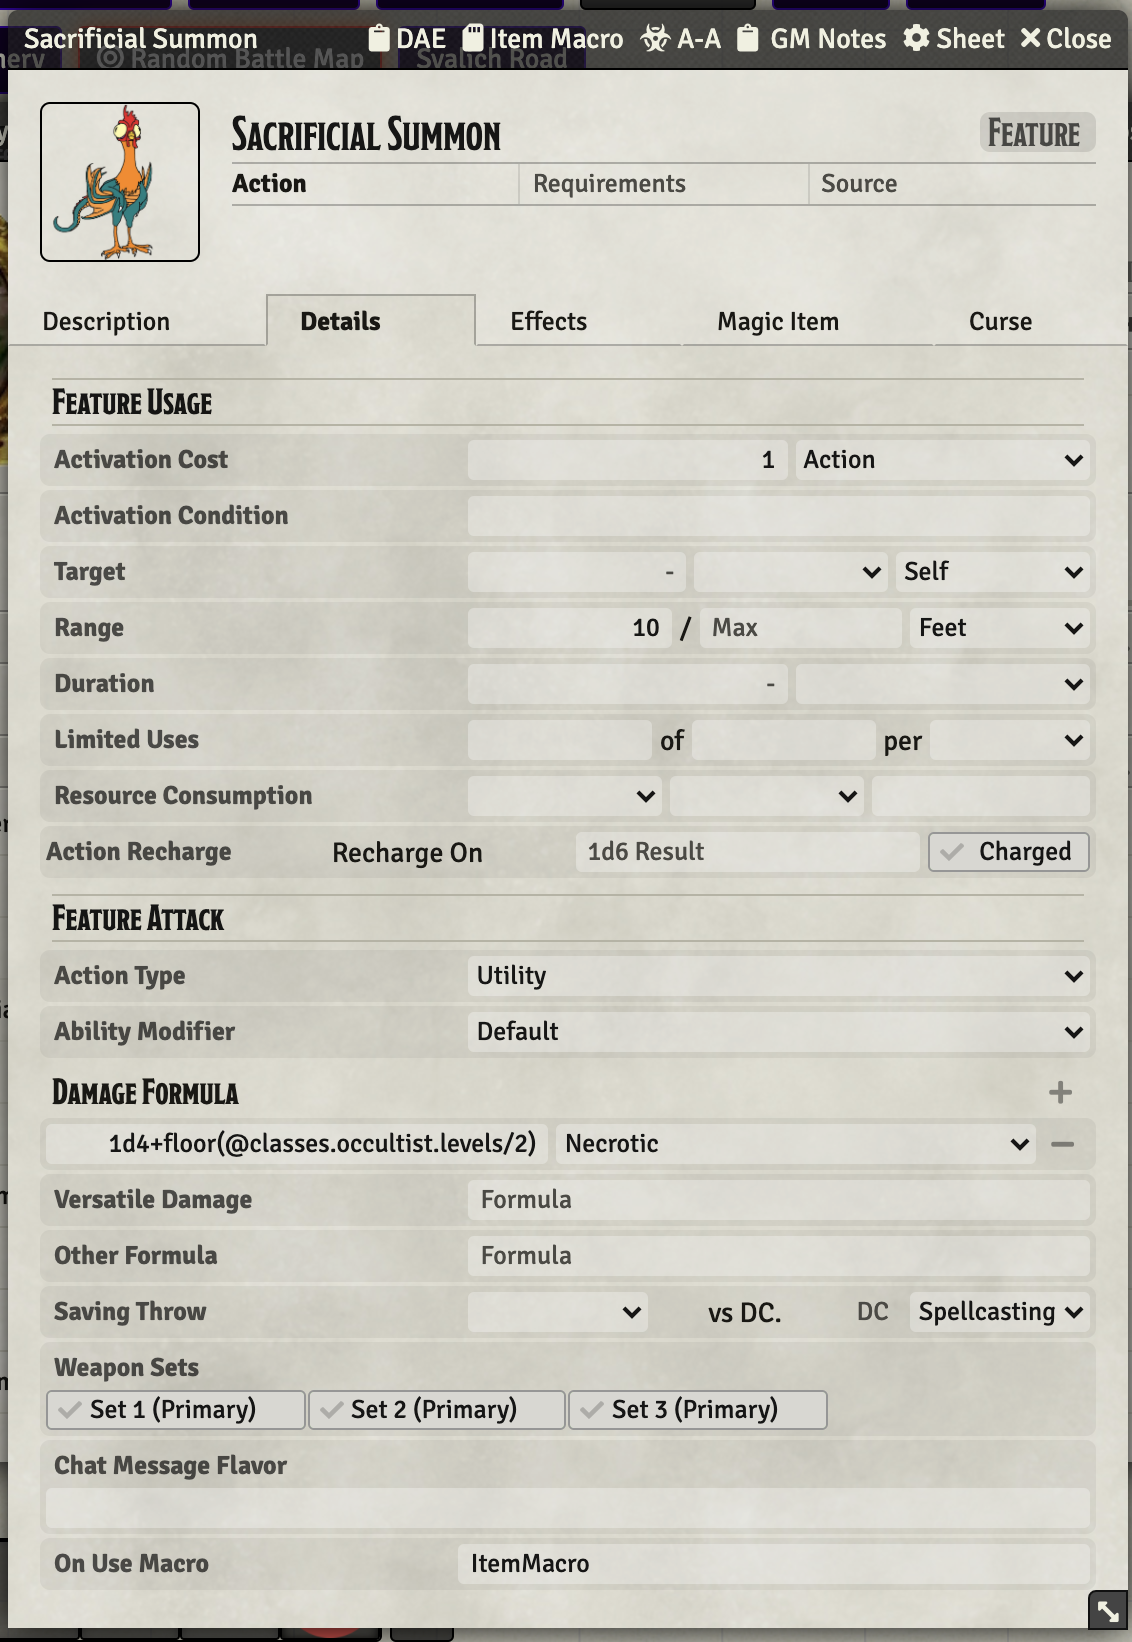 Sacrificial Summon DAE Item Macro A-A GM Notes Sheet Close
Random Battle Map Svalich Road
Sacrificial Summon Feature
Action Requirements Source
Description Details Effects Magic Item Curse
Feature Usage
Activation Cost 1 Action
Activation Condition
Target - Self
Range 10 / Max Feet
Duration -
Limited Uses of per
Resource Consumption
Action Recharge Recharge On 1d6 Result Charged
Feature Attack
Action Type Utility
Ability Modifier Default
Damage Formula
1d4+floor(@classes.occultist.levels/2) Necrotic
Versatile Damage Formula
Other Formula Formula
Saving Throw vs DC. DC Spellcasting
Weapon Sets
Set 1 (Primary) Set 2 (Primary) Set 3 (Primary)
Chat Message Flavor
On Use Macro ItemMacro